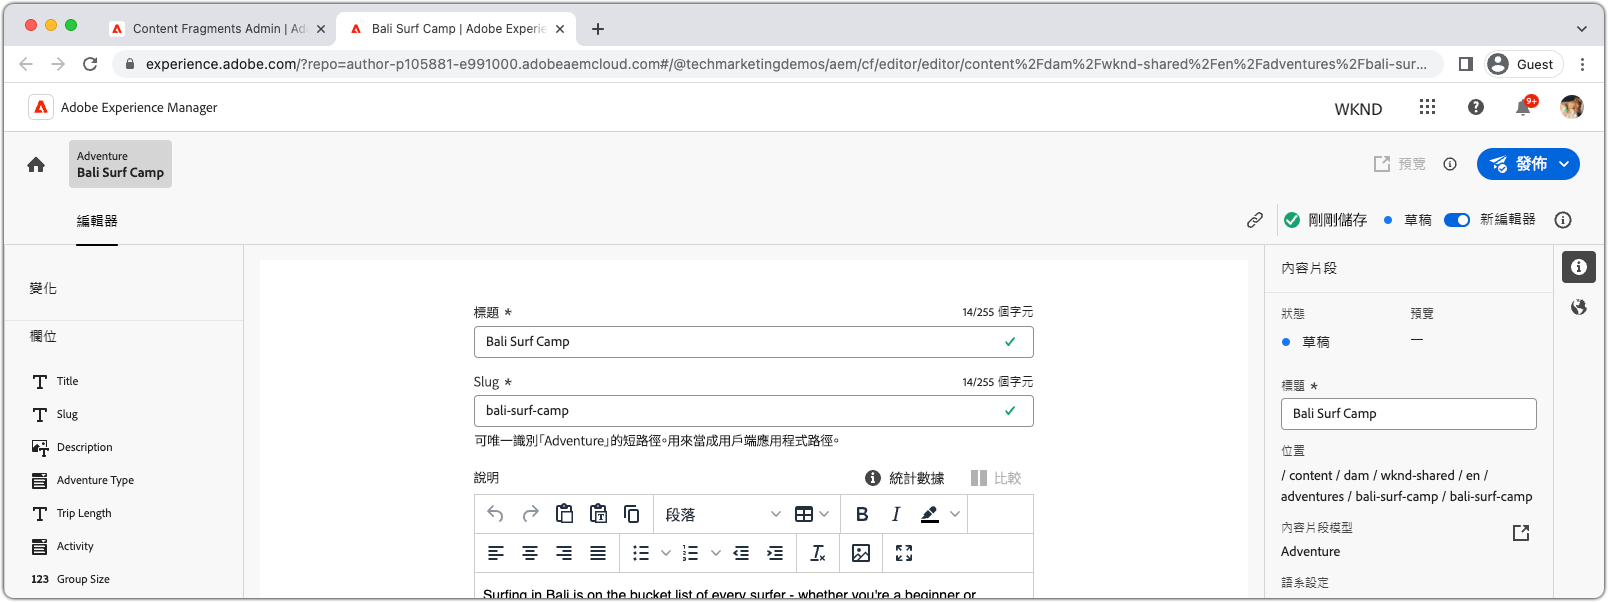 Content Fragments Admin | Ad
Bali Surf Camp | Adobe Experie
experience.adobe.com/?repo=author-p105881-e991000.adobeaemcloud.com#/@techmarketingdemos/aem/cf/editor/editor/content%2Fdam%2Fwknd-shared%2Fen%2Fadventures%2Fbali-sur...
Guest
Adobe Experience Manager
WKND
9+
Adventure
Bali Surf Camp
預覽
發佈
編輯器
剛剛儲存
草稿
新編輯器
變化
欄位
Title
Slug
Description
Adventure Type
Trip Length
Activity
123 Group Size
標題 *
14/255 個字元
Bali Surf Camp
Slug *
14/255 個字元
bali-surf-camp
可唯一識別「Adventure」的短路徑。用來當成用戶端應用程式路徑。
說明
統計數據
比較
段落
B
I
Surfing in Bali is on the bucket list of every surfer - whether you're a beginner or
內容片段
狀態
預覽
草稿
—
標題 *
Bali Surf Camp
位置
/ content / dam / wknd-shared / en /
adventures / bali-surf-camp / bali-surf-camp
內容片段模型
Adventure
語系設定